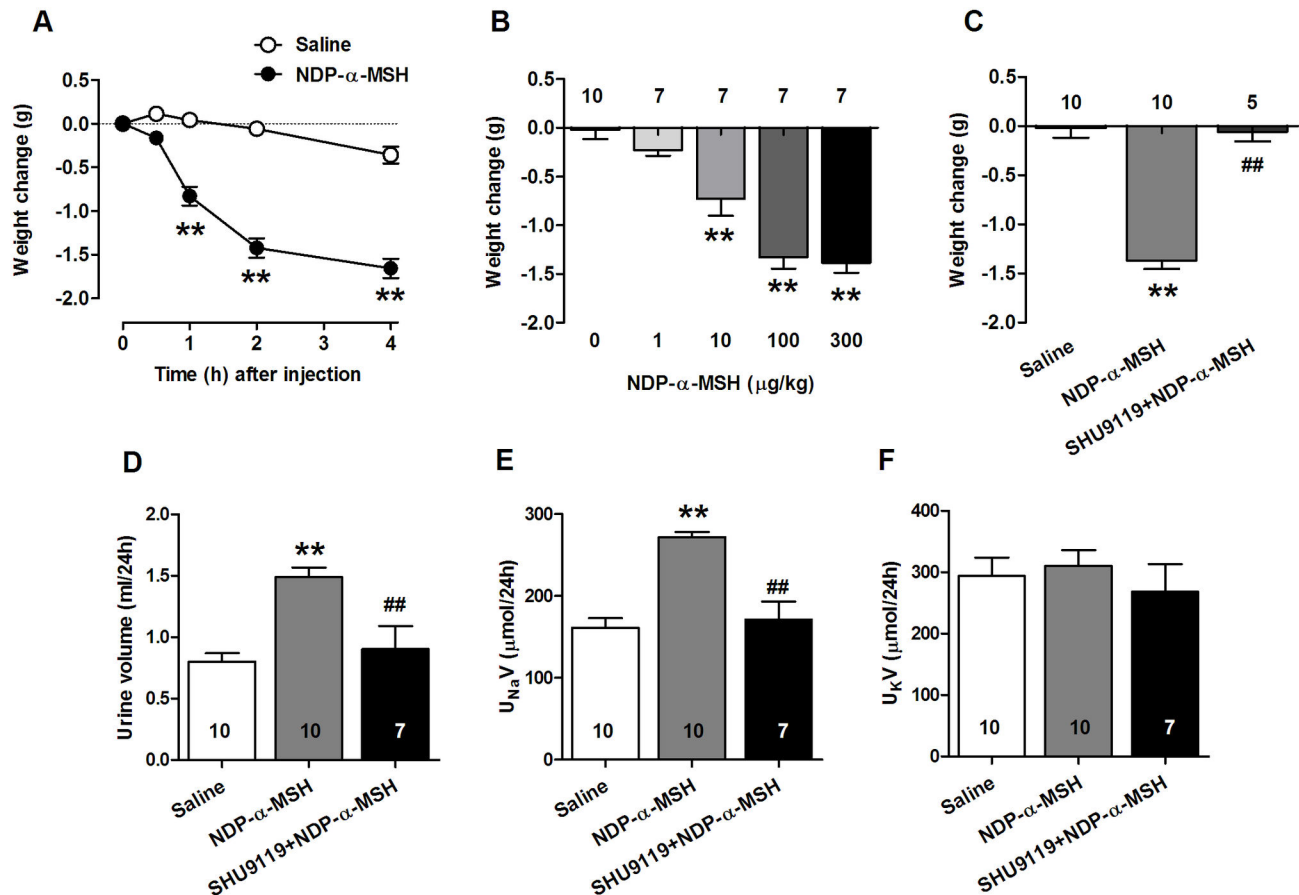 A
Saline
NDP-α-MSH
0.5
0.0
-0.5
-1.0
-1.5
-2.0
Weight change (g)
**
**
**
0 1 2 3 4
Time (h) after injection
B
0.5
0.0
-0.5
-1.0
-1.5
-2.0
Weight change (g)
10 7 7 7 7
**
**
**
0 1 10 100 300
NDP-α-MSH (μg/kg)
C
0.5
0.0
-0.5
-1.0
-1.5
-2.0
Weight change (g)
10 10 5
##
**
Saline
NDP-α-MSH
SHU9119+NDP-α-MSH
D
2.0
1.5
1.0
0.5
0.0
Urine volume (ml/24h)
**
##
10 10 7
Saline
NDP-α-MSH
SHU9119+NDP-α-MSH
E
300
200
100
0
UNaV (μmol/24h)
**
##
10 10 7
Saline
NDP-α-MSH
SHU9119+NDP-α-MSH
F
400
300
200
100
0
UKV (μmol/24h)
10 10 7
Saline
NDP-α-MSH
SHU9119+NDP-α-MSH